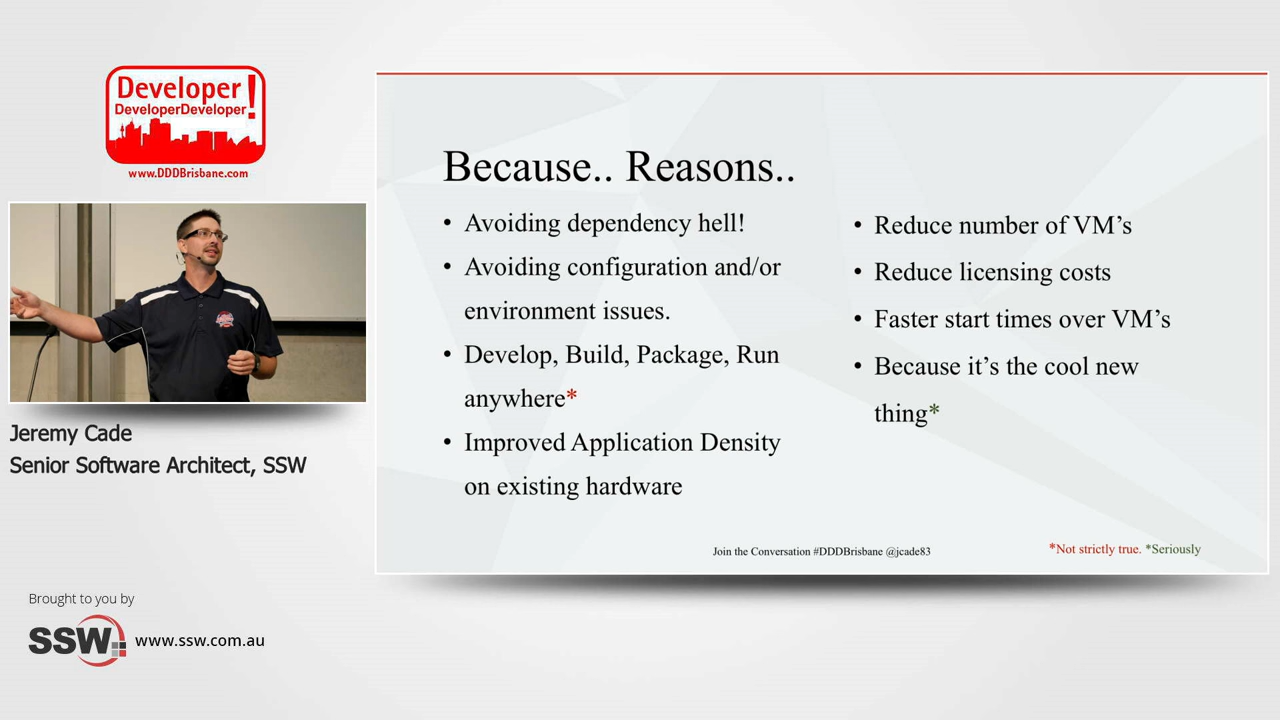 Developer!
DeveloperDeveloper
www.DDDBrisbane.com
Jeremy Cade
Senior Software Architect, SSW
Brought to you by
SSW www.ssw.com.au
Because.. Reasons..
• Avoiding dependency hell!
• Avoiding configuration and/or
environment issues.
• Develop, Build, Package, Run
anywhere*
• Improved Application Density
on existing hardware
• Reduce number of VM’s
• Reduce licensing costs
• Faster start times over VM’s
• Because it’s the cool new
thing*
Join the Conversation #DDDBrisbane @jcade83
*Not strictly true. *Seriously